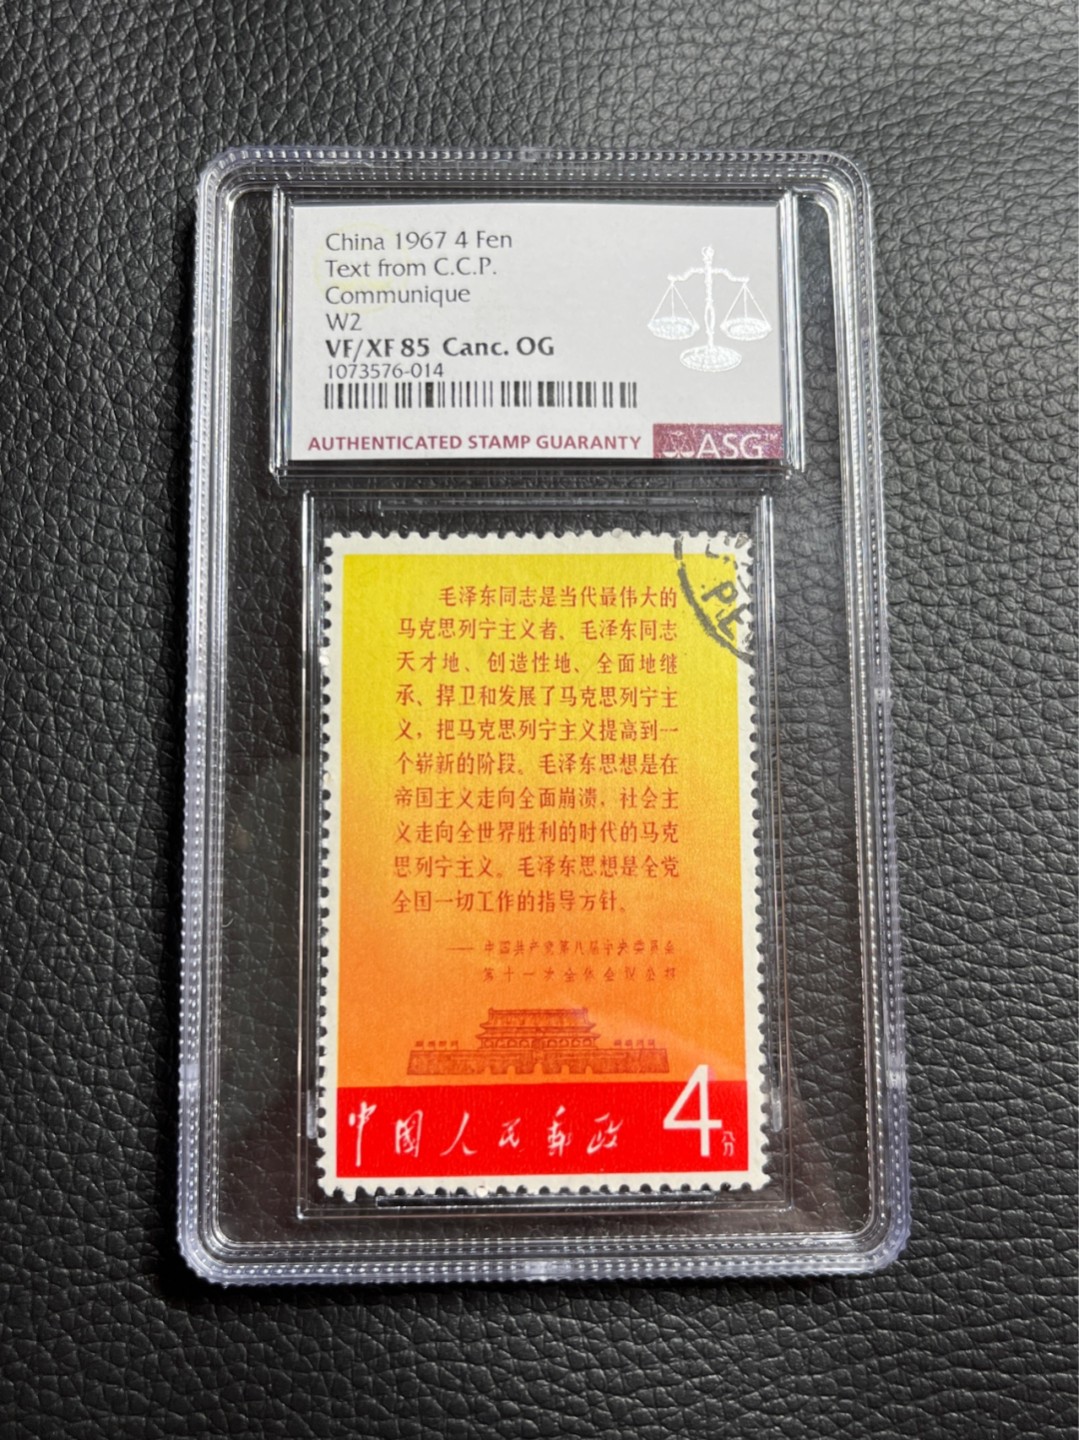 China 1967 4 Fen
Text from C.C.P.
Communique
W2
VF/XF 85 Canc. OG
1073576-014
AUTHENTICATED STAMP GUARANTY
ASG
PE
毛泽东同志是当代最伟大的
马克思列宁主义者、毛泽东同志
天才地、创造性地、全面地继
承、捍卫和发展了马克思列宁主
义，把马克思列宁主义提高到一
个崭新的阶段。毛泽东思想是在
帝国主义走向全面崩溃，社会主
义走向全世界胜利的时代的马克
思列宁主义。毛泽东思想是全党
全国一切工作的指导方针。
——中国共产党第八届中央委员会
第十一次全体会议公报
中国人民邮政
4分